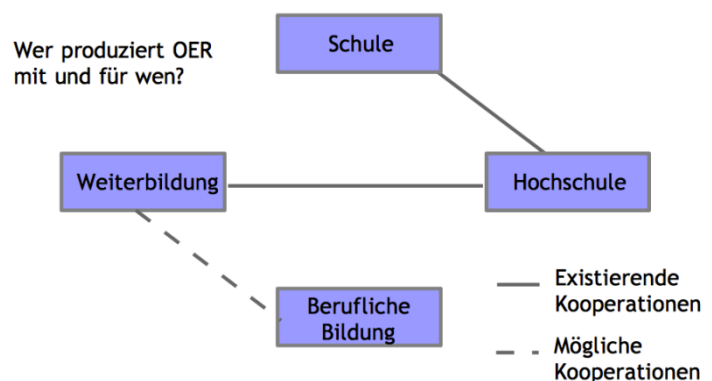 Wer produziert OER
mit und für wen?
Schule
Weiterbildung
Hochschule
Berufliche
Bildung
Existierende
Kooperationen
Mögliche
Kooperationen